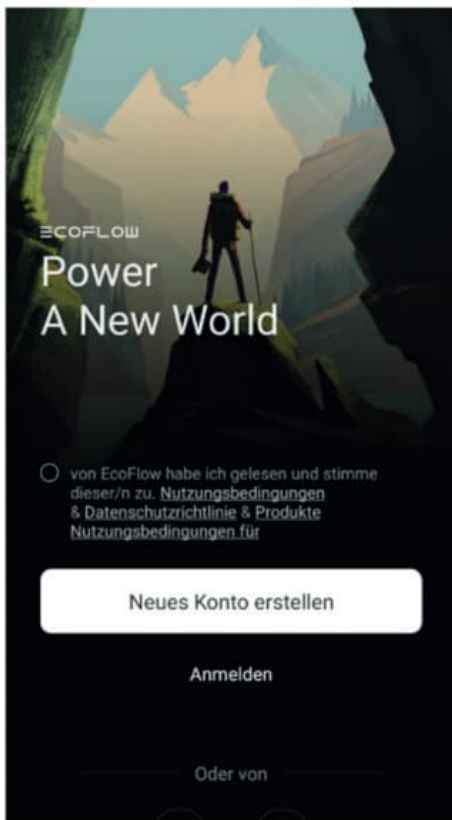 ECOFLOW
Power
A New World
von EcoFlow habe ich gelesen und stimme
dieser/n zu. Nutzungsbedingungen
& Datenschutzrichtlinie & Produkte
Nutzungsbedingungen für
Neues Konto erstellen
Anmelden
Oder von